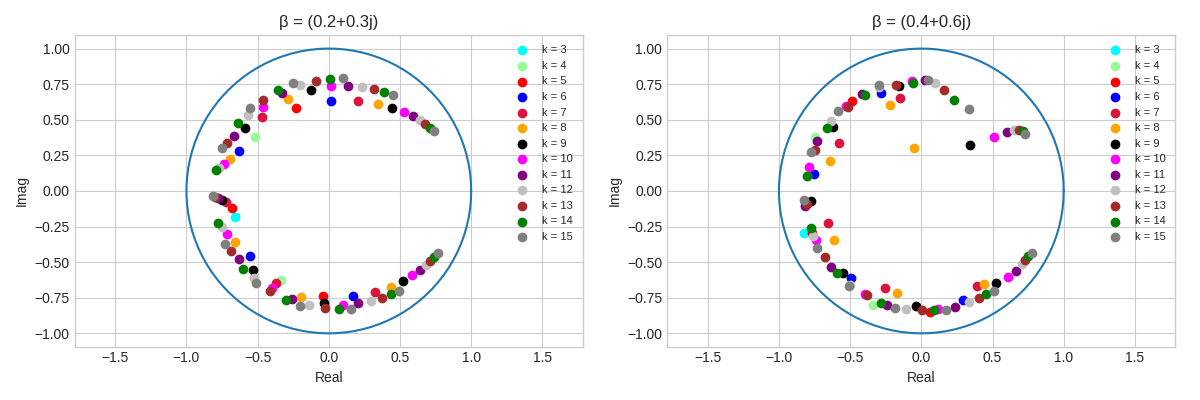 β = (0.2+0.3j)
1.00
0.75
0.50
0.25
0.00
−0.25
−0.50
−0.75
−1.00
Imag
−1.5
−1.0
−0.5
0.0
0.5
1.0
1.5
Real
k = 3
k = 4
k = 5
k = 6
k = 7
k = 8
k = 9
k = 10
k = 11
k = 12
k = 13
k = 14
k = 15
β = (0.4+0.6j)
1.00
0.75
0.50
0.25
0.00
−0.25
−0.50
−0.75
−1.00
Imag
−1.5
−1.0
−0.5
0.0
0.5
1.0
1.5
Real
k = 3
k = 4
k = 5
k = 6
k = 7
k = 8
k = 9
k = 10
k = 11
k = 12
k = 13
k = 14
k = 15